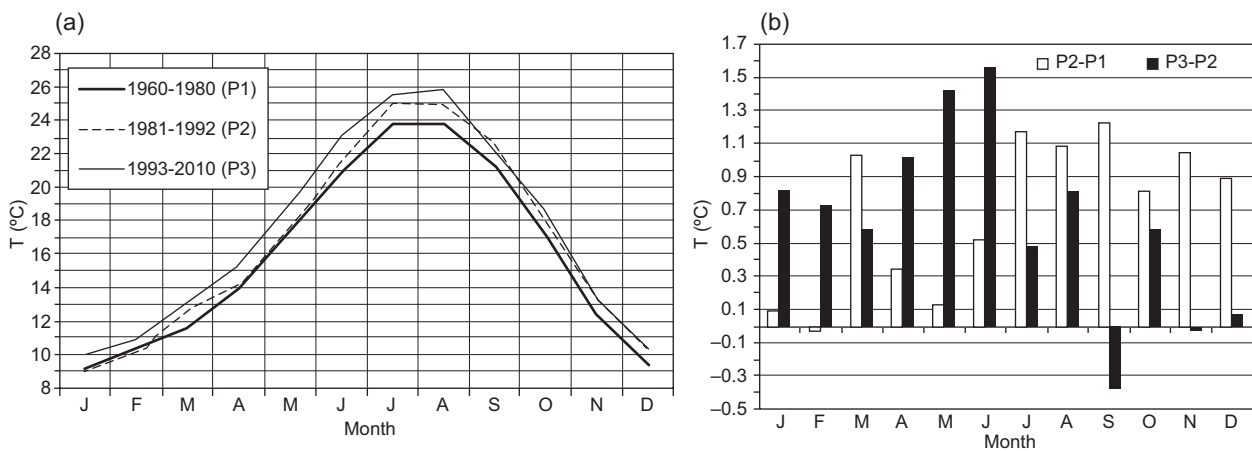 (a)
28
26
24
22
20
18
16
14
12
10
8
T (ºC)
1960-1980 (P1)
1981-1992 (P2)
1993-2010 (P3)
J F M A M J J A S O N D
Month
(b)
1.7
1.5
1.3
1.1
0.9
0.7
0.5
0.3
0.1
–0.1
–0.3
–0.5
T (ºC)
P2-P1 P3-P2
J F M A M J J A S O N D
Month